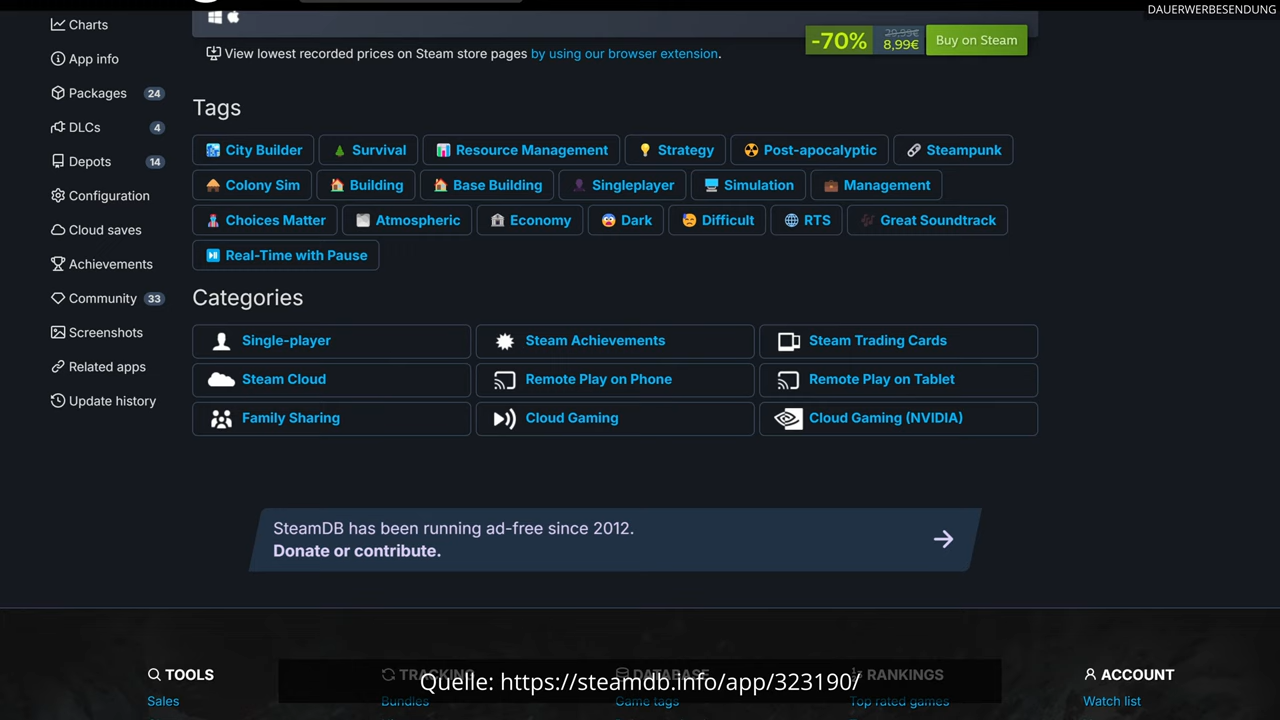 DAUERWERBESENDUNG
Charts
App info
Packages 24
DLCs 4
Depots 14
Configuration
Cloud saves
Achievements
Community 33
Screenshots
Related apps
Update history
-70% 29,99€ 8,99€ Buy on Steam
View lowest recorded prices on Steam store pages by using our browser extension.
Tags
City Builder Survival Resource Management Strategy Post-apocalyptic Steampunk
Colony Sim Building Base Building Singleplayer Simulation Management
Choices Matter Atmospheric Economy Dark Difficult RTS Great Soundtrack
Real-Time with Pause
Categories
Single-player Steam Achievements Steam Trading Cards
Steam Cloud Remote Play on Phone Remote Play on Tablet
Family Sharing Cloud Gaming Cloud Gaming (NVIDIA)
SteamDB has been running ad-free since 2012.
Donate or contribute.
TOOLS TRACKING DATABASE RANKINGS ACCOUNT
Quelle: https://steamdb.info/app/323190/
Sales Bundles Game tags Top rated games Watch list